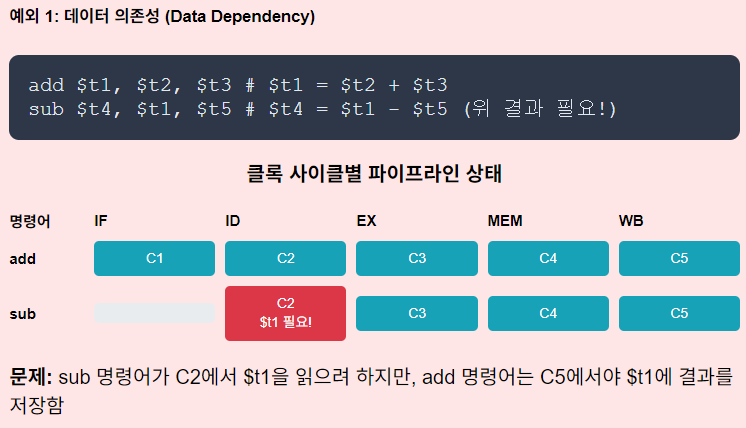 예외 1: 데이터 의존성 (Data Dependency)
add $t1, $t2, $t3 # $t1 = $t2 + $t3
sub $t4, $t1, $t5 # $t4 = $t1 - $t5 (위 결과 필요!)
클록 사이클별 파이프라인 상태
명령어 IF ID EX MEM WB
add C1 C2 C3 C4 C5
sub C2 C3 C4 C5
$t1 필요!
문제: sub 명령어가 C2에서 $t1을 읽으려 하지만, add 명령어는 C5에서야 $t1에 결과를
저장함